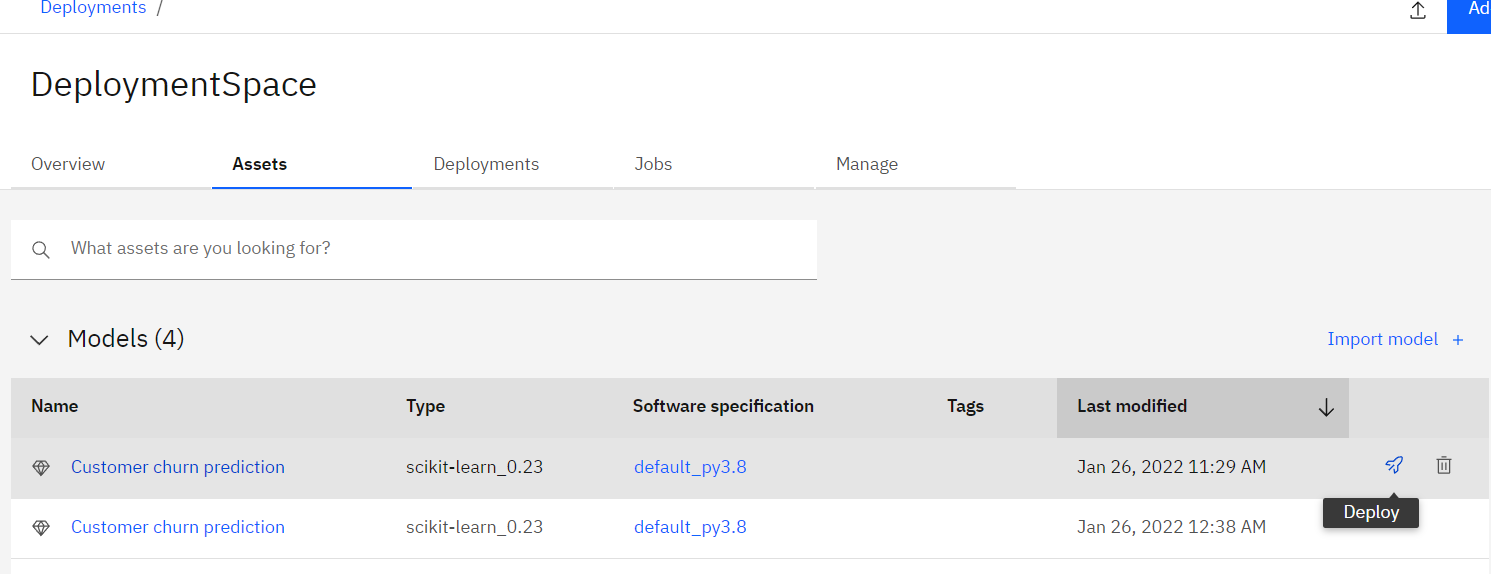 Deployments /
Ad
DeploymentSpace
Overview Assets Deployments Jobs Manage
What assets are you looking for?
Models (4)
Import model +
Name Type Software specification Tags Last modified
Customer churn prediction scikit-learn_0.23 default_py3.8 Jan 26, 2022 11:29 AM
Deploy
Customer churn prediction scikit-learn_0.23 default_py3.8 Jan 26, 2022 12:38 AM